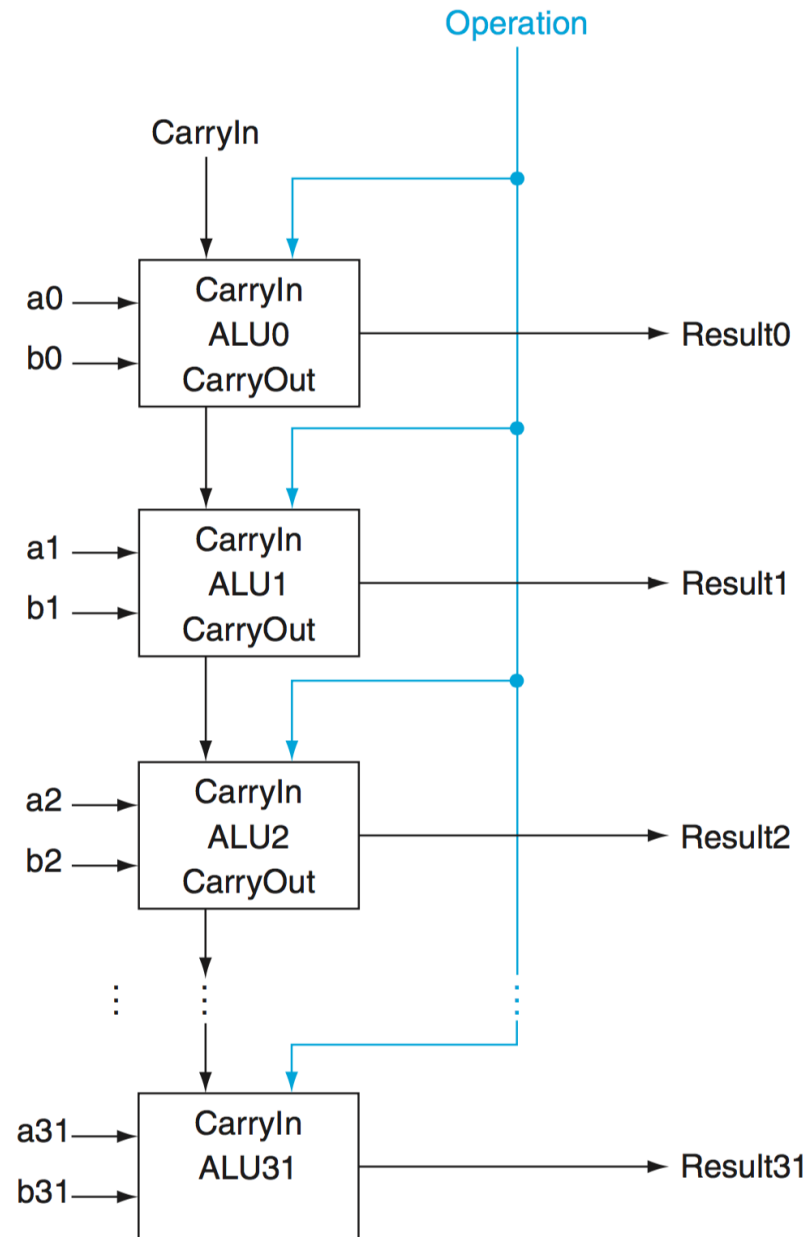 Operation
CarryIn
a0
b0
CarryIn
ALU0
CarryOut
Result0
a1
b1
CarryIn
ALU1
CarryOut
Result1
a2
b2
CarryIn
ALU2
CarryOut
Result2
a31
b31
CarryIn
ALU31
Result31